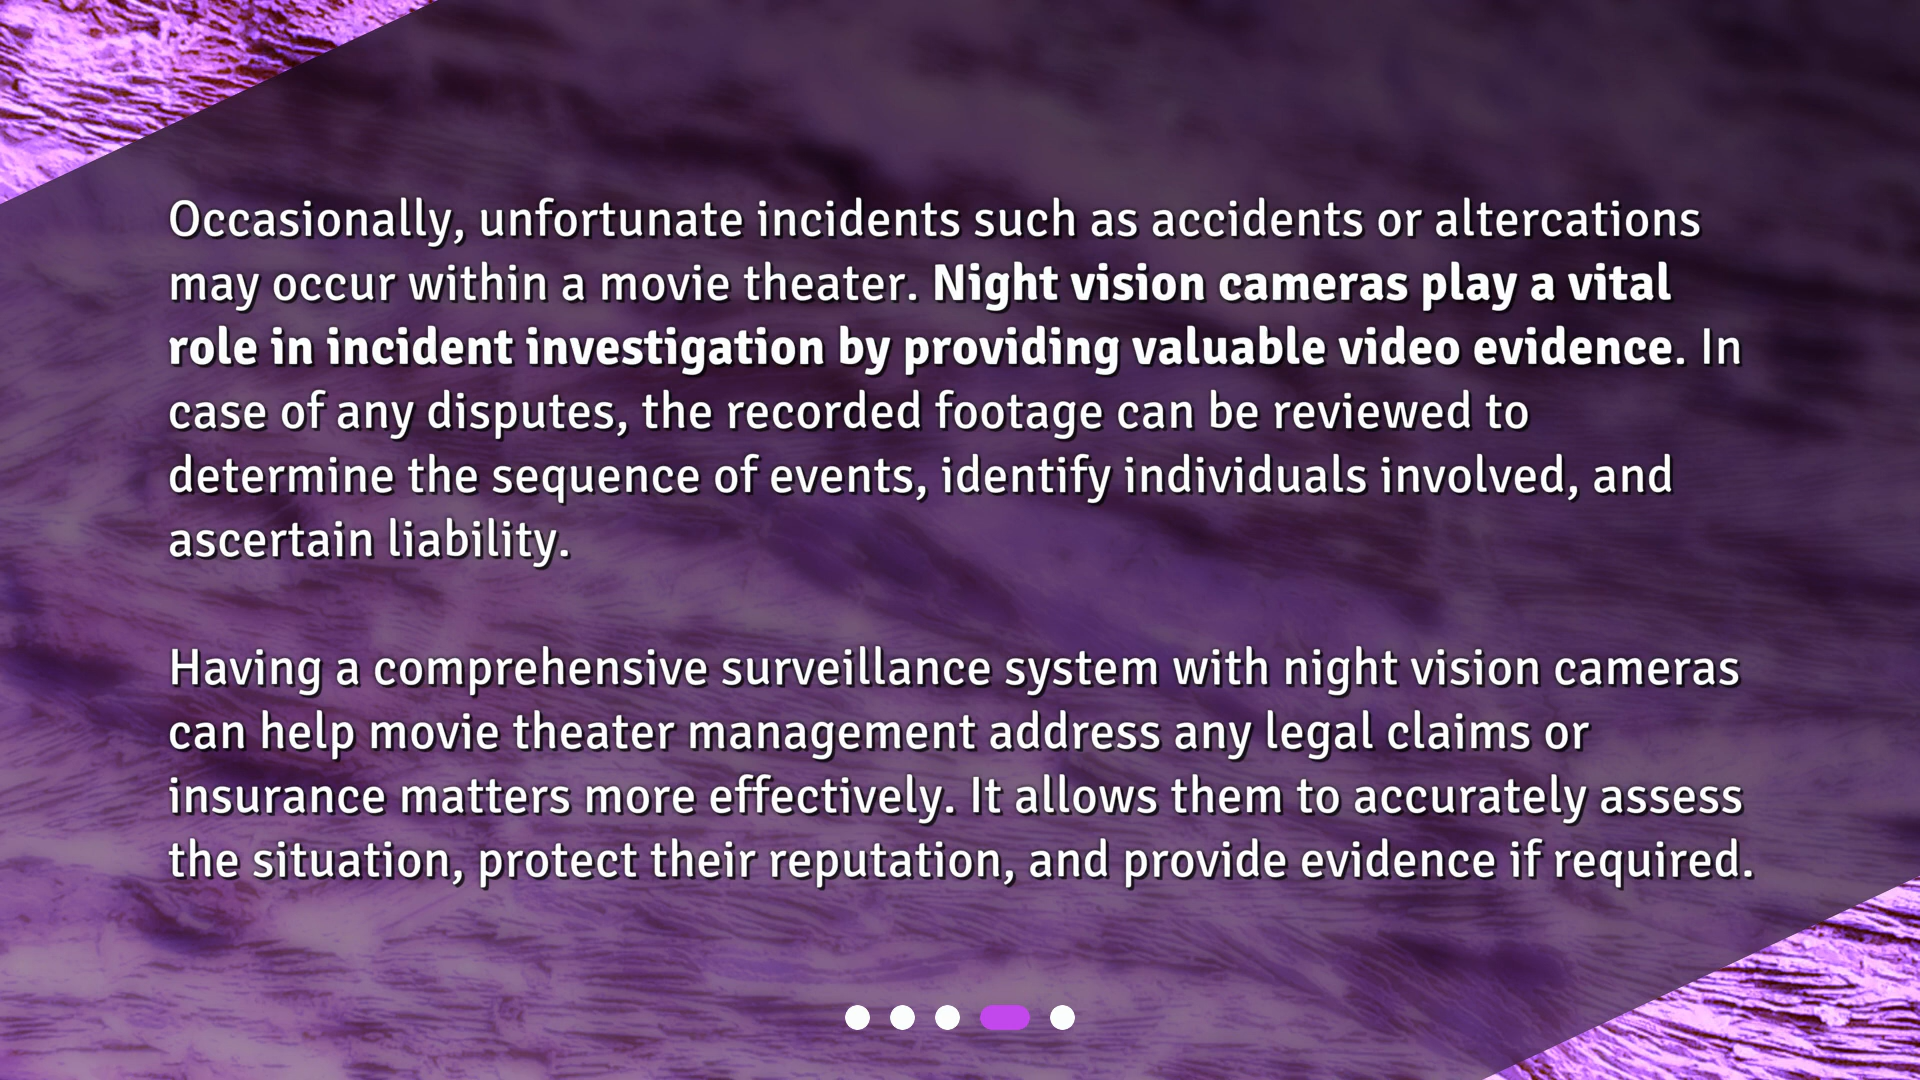 Occasionally, unfortunate incidents such as accidents or altercations
may occur within a movie theater. Night vision cameras play a vital
role in incident investigation by providing valuable video evidence. In
case of any disputes, the recorded footage can be reviewed to
determine the sequence of events, identify individuals involved, and
ascertain liability.
Having a comprehensive surveillance system with night vision cameras
can help movie theater management address any legal claims or
insurance matters more effectively. It allows them to accurately assess
the situation, protect their reputation, and provide evidence if required.